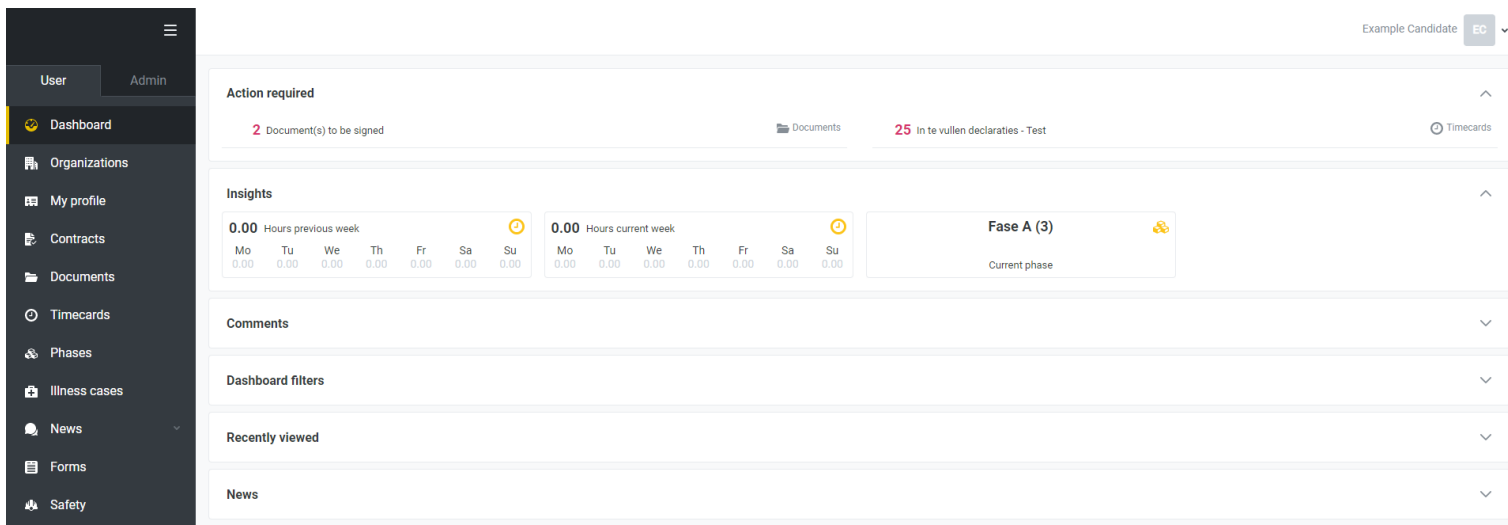 Example Candidate EC
User Admin
Dashboard
Organizations
My profile
Contracts
Documents
Timecards
Phases
Illness cases
News
Forms
Safety
Action required
2 Document(s) to be signed Documents
25 In te vullen declaraties - Test Timecards
Insights
0.00 Hours previous week
Mo Tu We Th Fr Sa Su
0.00 0.00 0.00 0.00 0.00 0.00 0.00
0.00 Hours current week
Mo Tu We Th Fr Sa Su
0.00 0.00 0.00 0.00 0.00 0.00 0.00
Fase A (3)
Current phase
Comments
Dashboard filters
Recently viewed
News